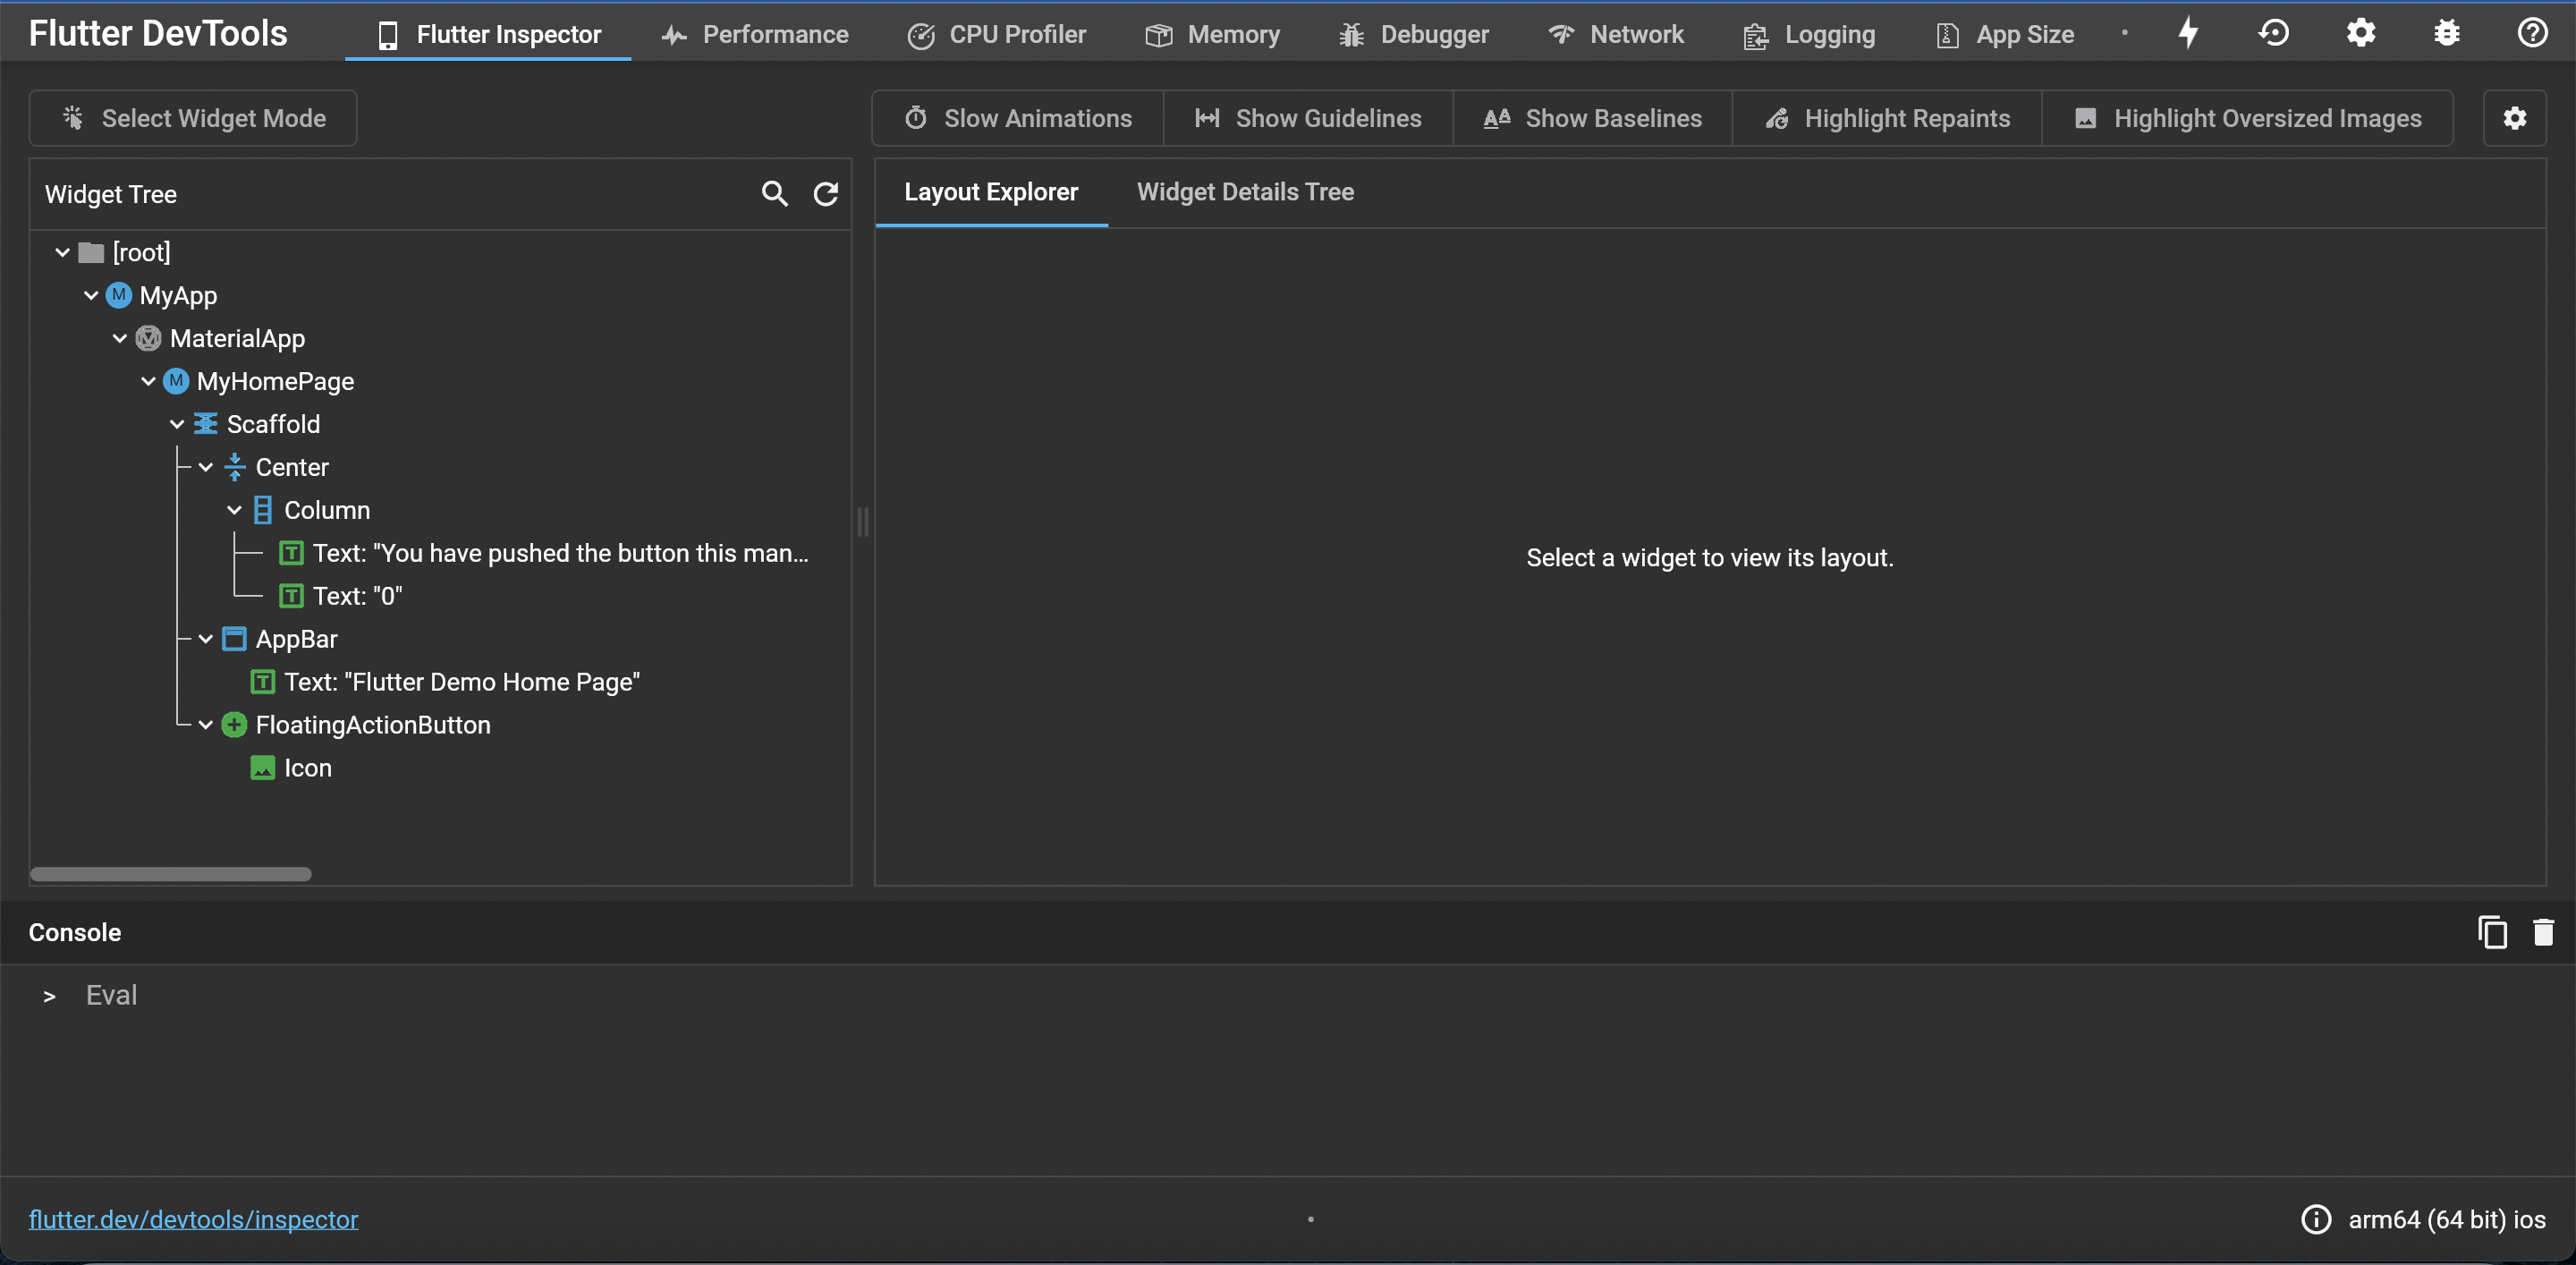 Flutter DevTools
Flutter Inspector
Performance
CPU Profiler
Memory
Debugger
Network
Logging
App Size
Select Widget Mode
Slow Animations
Show Guidelines
Show Baselines
Highlight Repaints
Highlight Oversized Images
Widget Tree
[root]
M MyApp
MaterialApp
M MyHomePage
Scaffold
Center
Column
T Text: "You have pushed the button this man...
T Text: "0"
AppBar
T Text: "Flutter Demo Home Page"
FloatingActionButton
Icon
Layout Explorer
Widget Details Tree
Select a widget to view its layout.
Console
> Eval
flutter.dev/devtools/inspector
arm64 (64 bit) ios